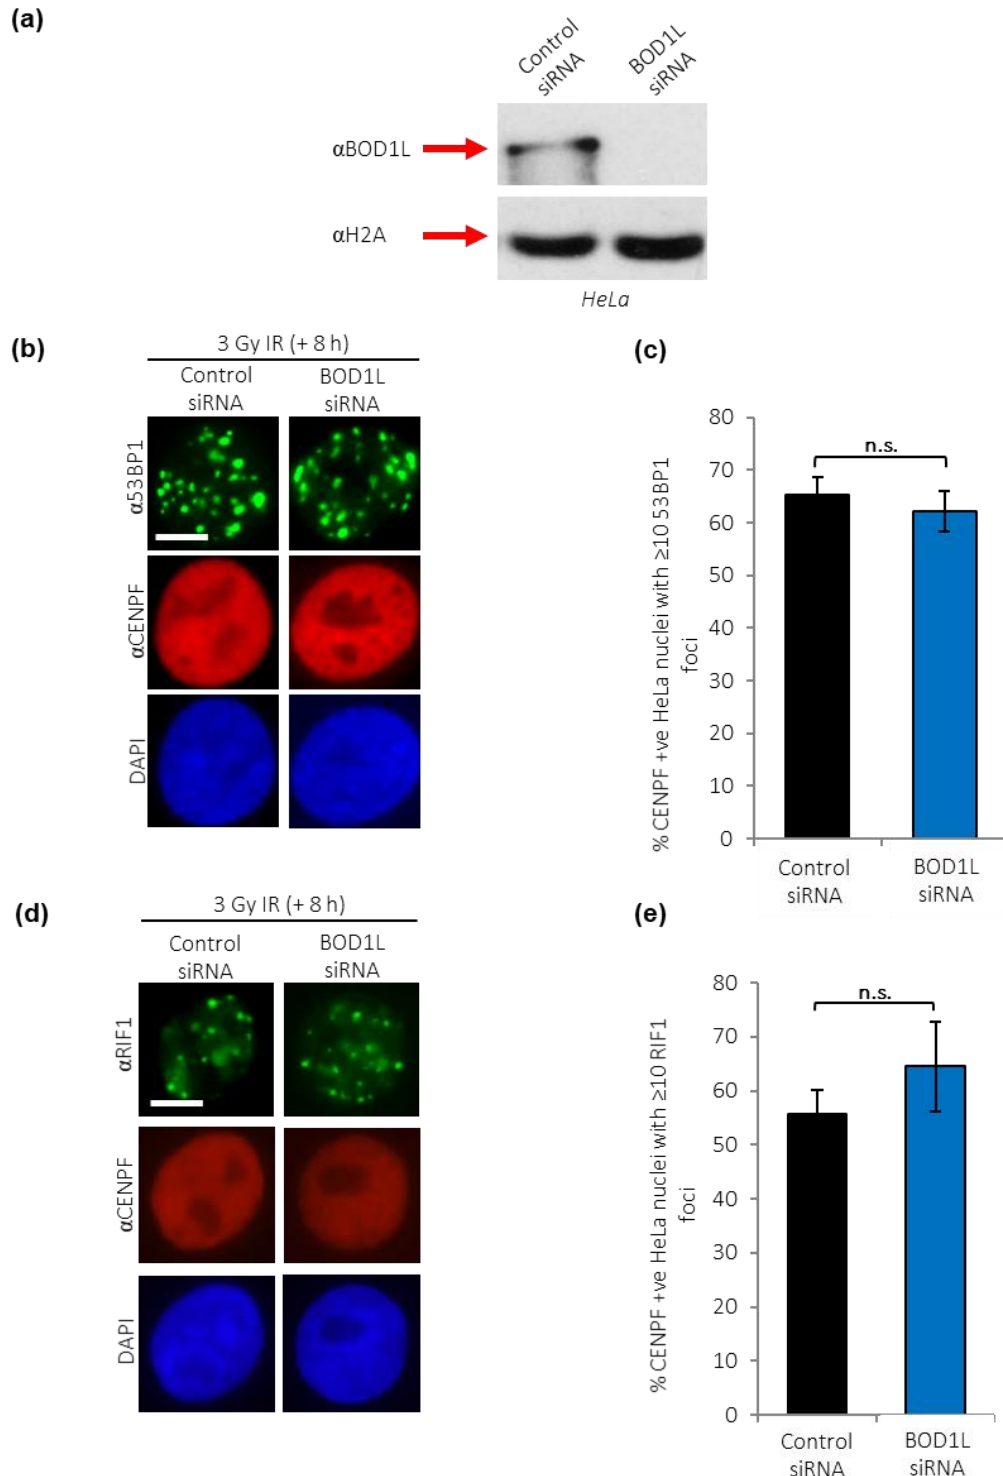 (a)
Control
siRNA
BOD1L
siRNA
αBOD1L
αH2A
HeLa
(b)
3 Gy IR (+ 8 h)
Control
siRNA
BOD1L
siRNA
α53BP1
αCENPF
DAPI
(c)
80
70
60
50
40
30
20
10
0
n.s.
% CENPF +ve HeLa nuclei with ≥10 53BP1
foci
Control
siRNA
BOD1L
siRNA
(d)
3 Gy IR (+ 8 h)
Control
siRNA
BOD1L
siRNA
αRIF1
αCENPF
DAPI
(e)
80
70
60
50
40
30
20
10
0
n.s.
% CENPF +ve HeLa nuclei with ≥10 RIF1
foci
Control
siRNA
BOD1L
siRNA